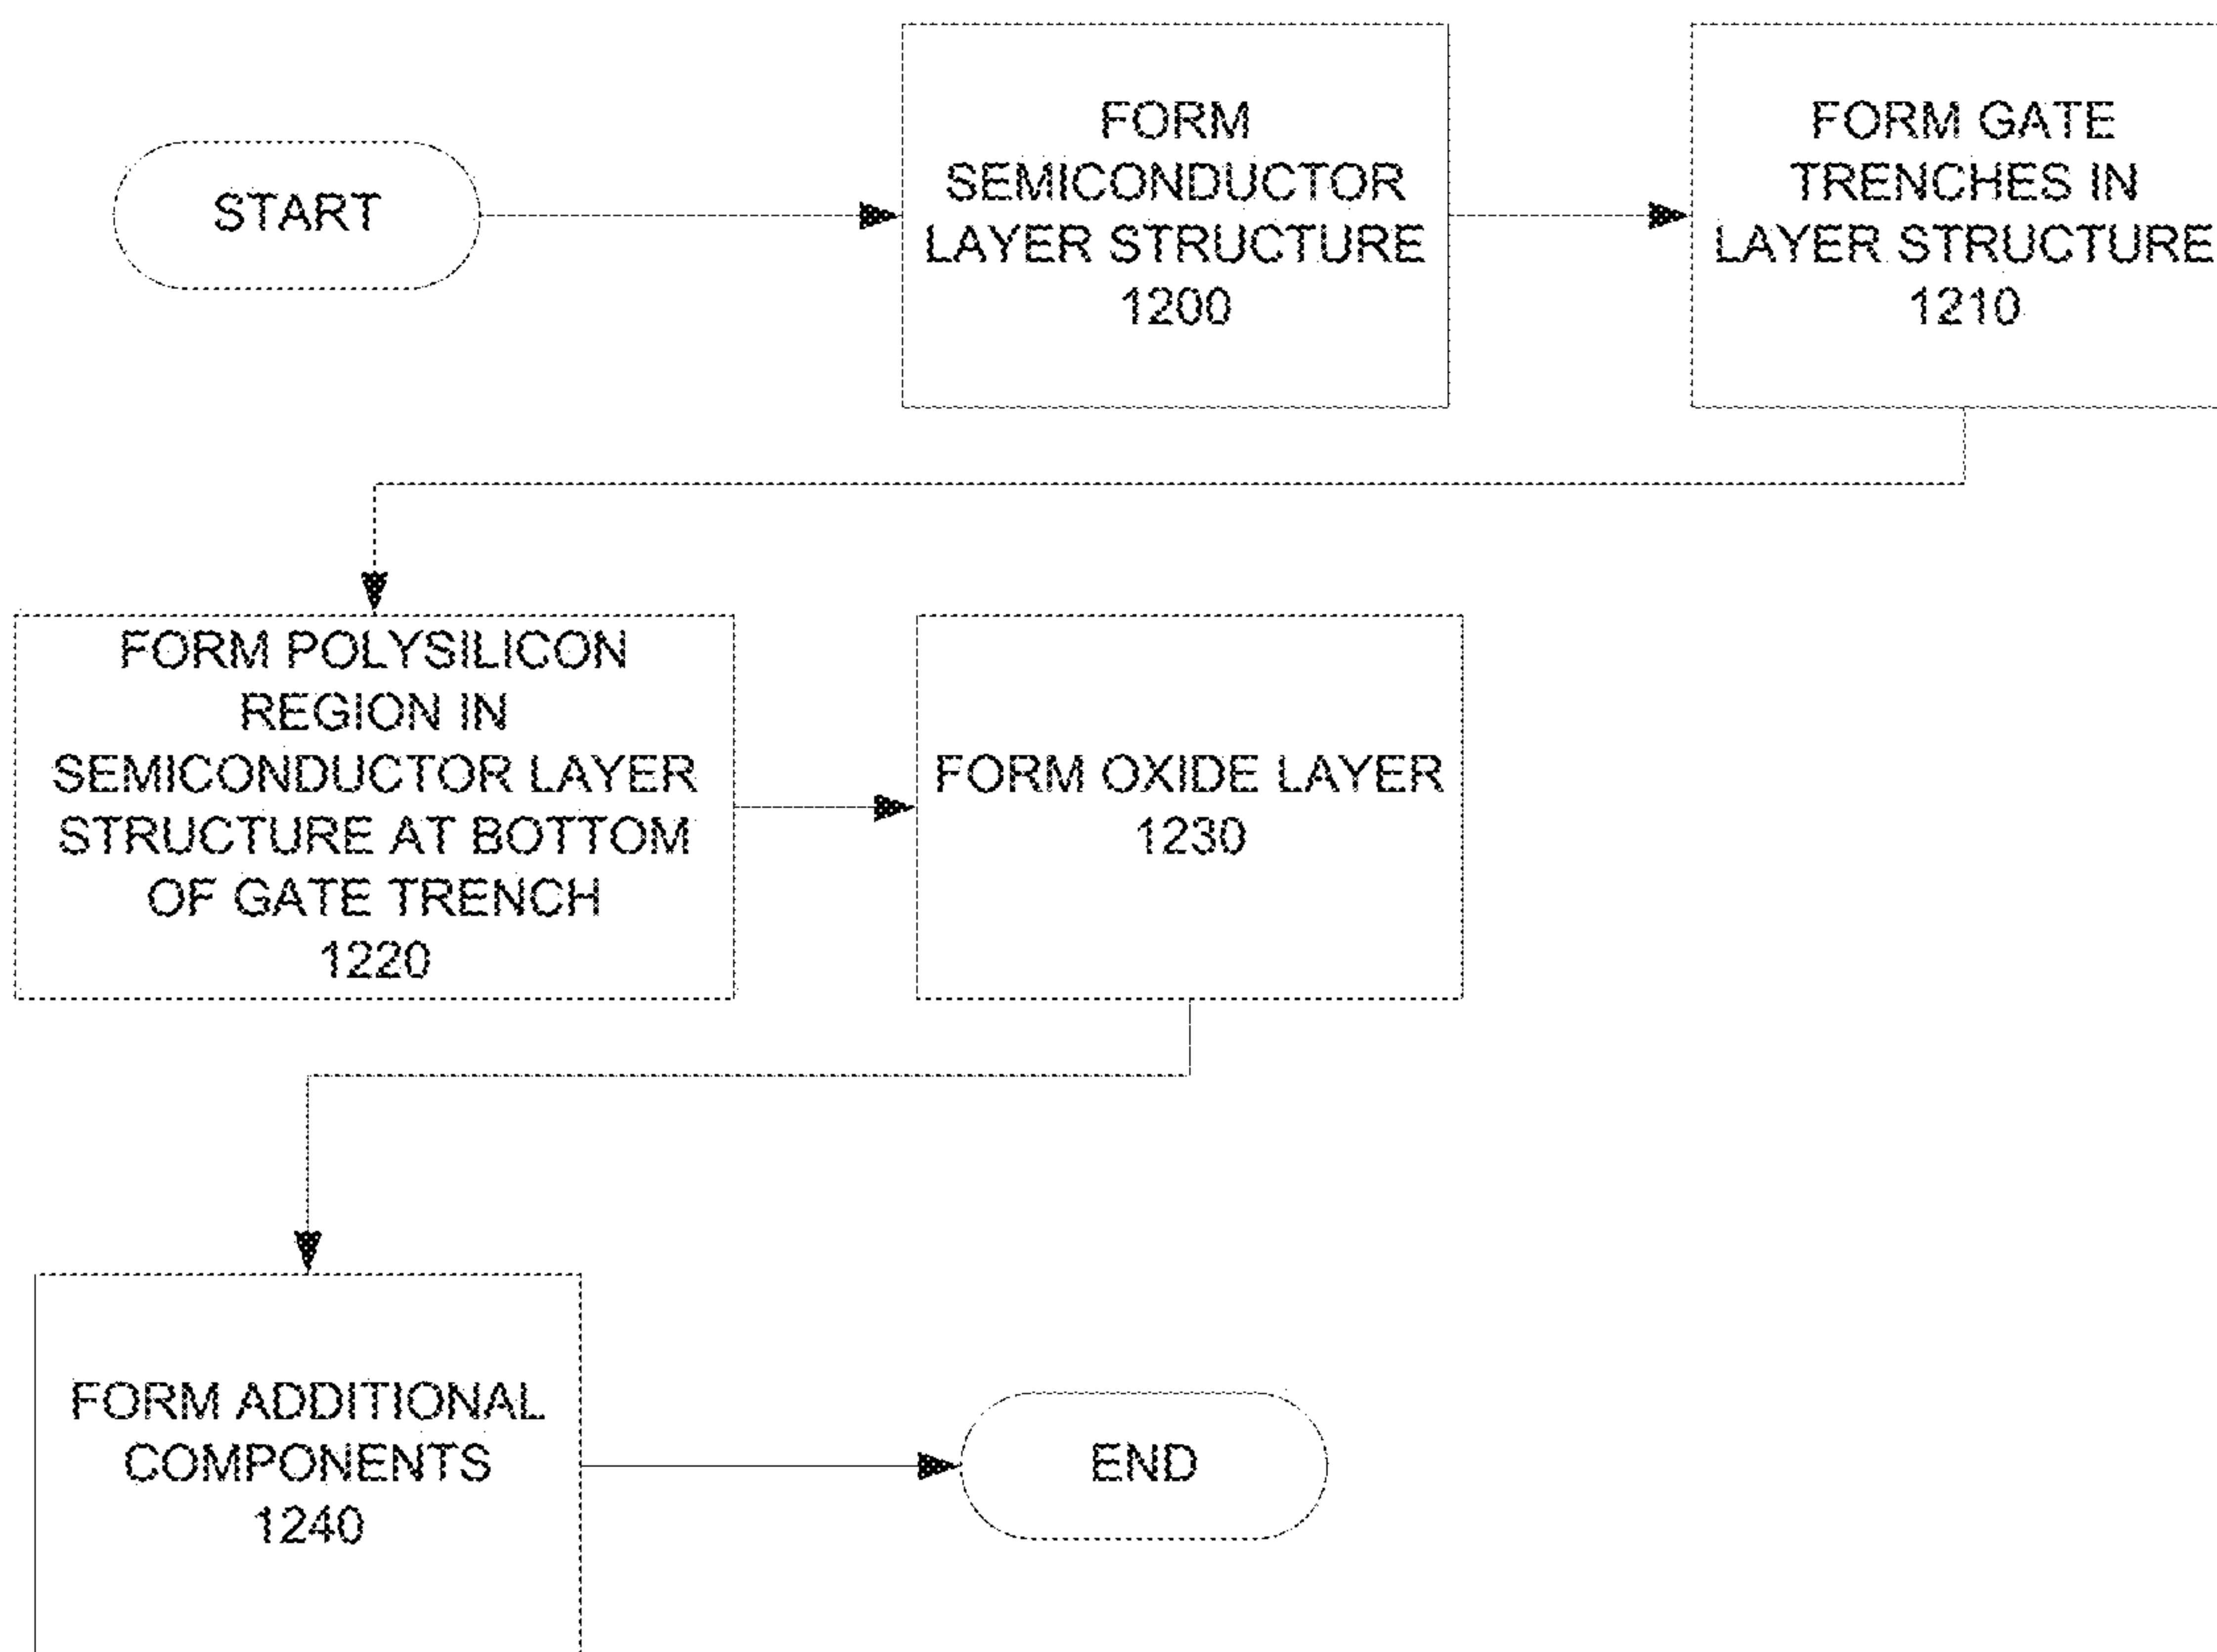 START
FORM
SEMICONDUCTOR
LAYER STRUCTURE
1200
FORM GATE
TRENCHES IN
LAYER STRUCTURE
1210
FORM POLYSILICON
REGION IN
SEMICONDUCTOR LAYER
STRUCTURE AT BOTTOM
OF GATE TRENCH
1220
FORM OXIDE LAYER
1230
FORM ADDITIONAL
COMPONENTS
1240
END